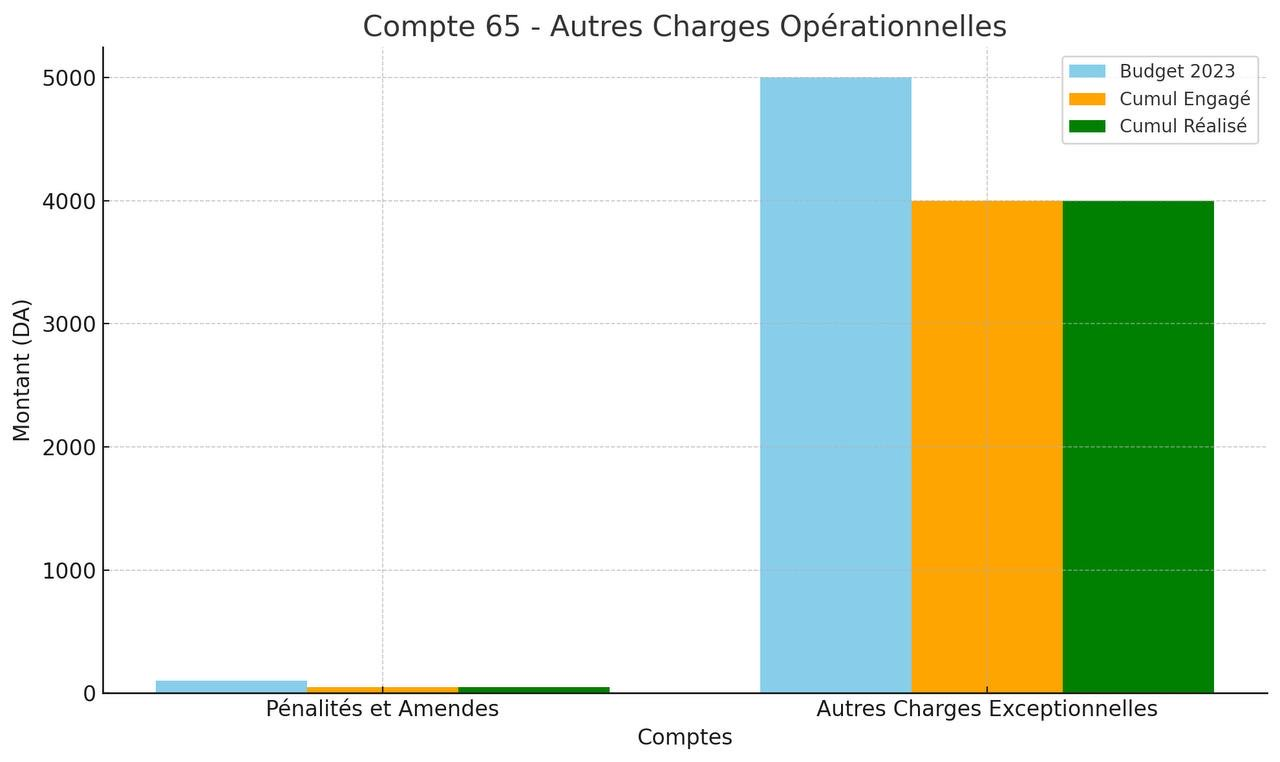 Compte 65 - Autres Charges Opérationnelles
Budget 2023
Cumul Engagé
Cumul Réalisé
Montant (DA)
5000
4000
3000
2000
1000
0
Pénalités et Amendes
Autres Charges Exceptionnelles
Comptes